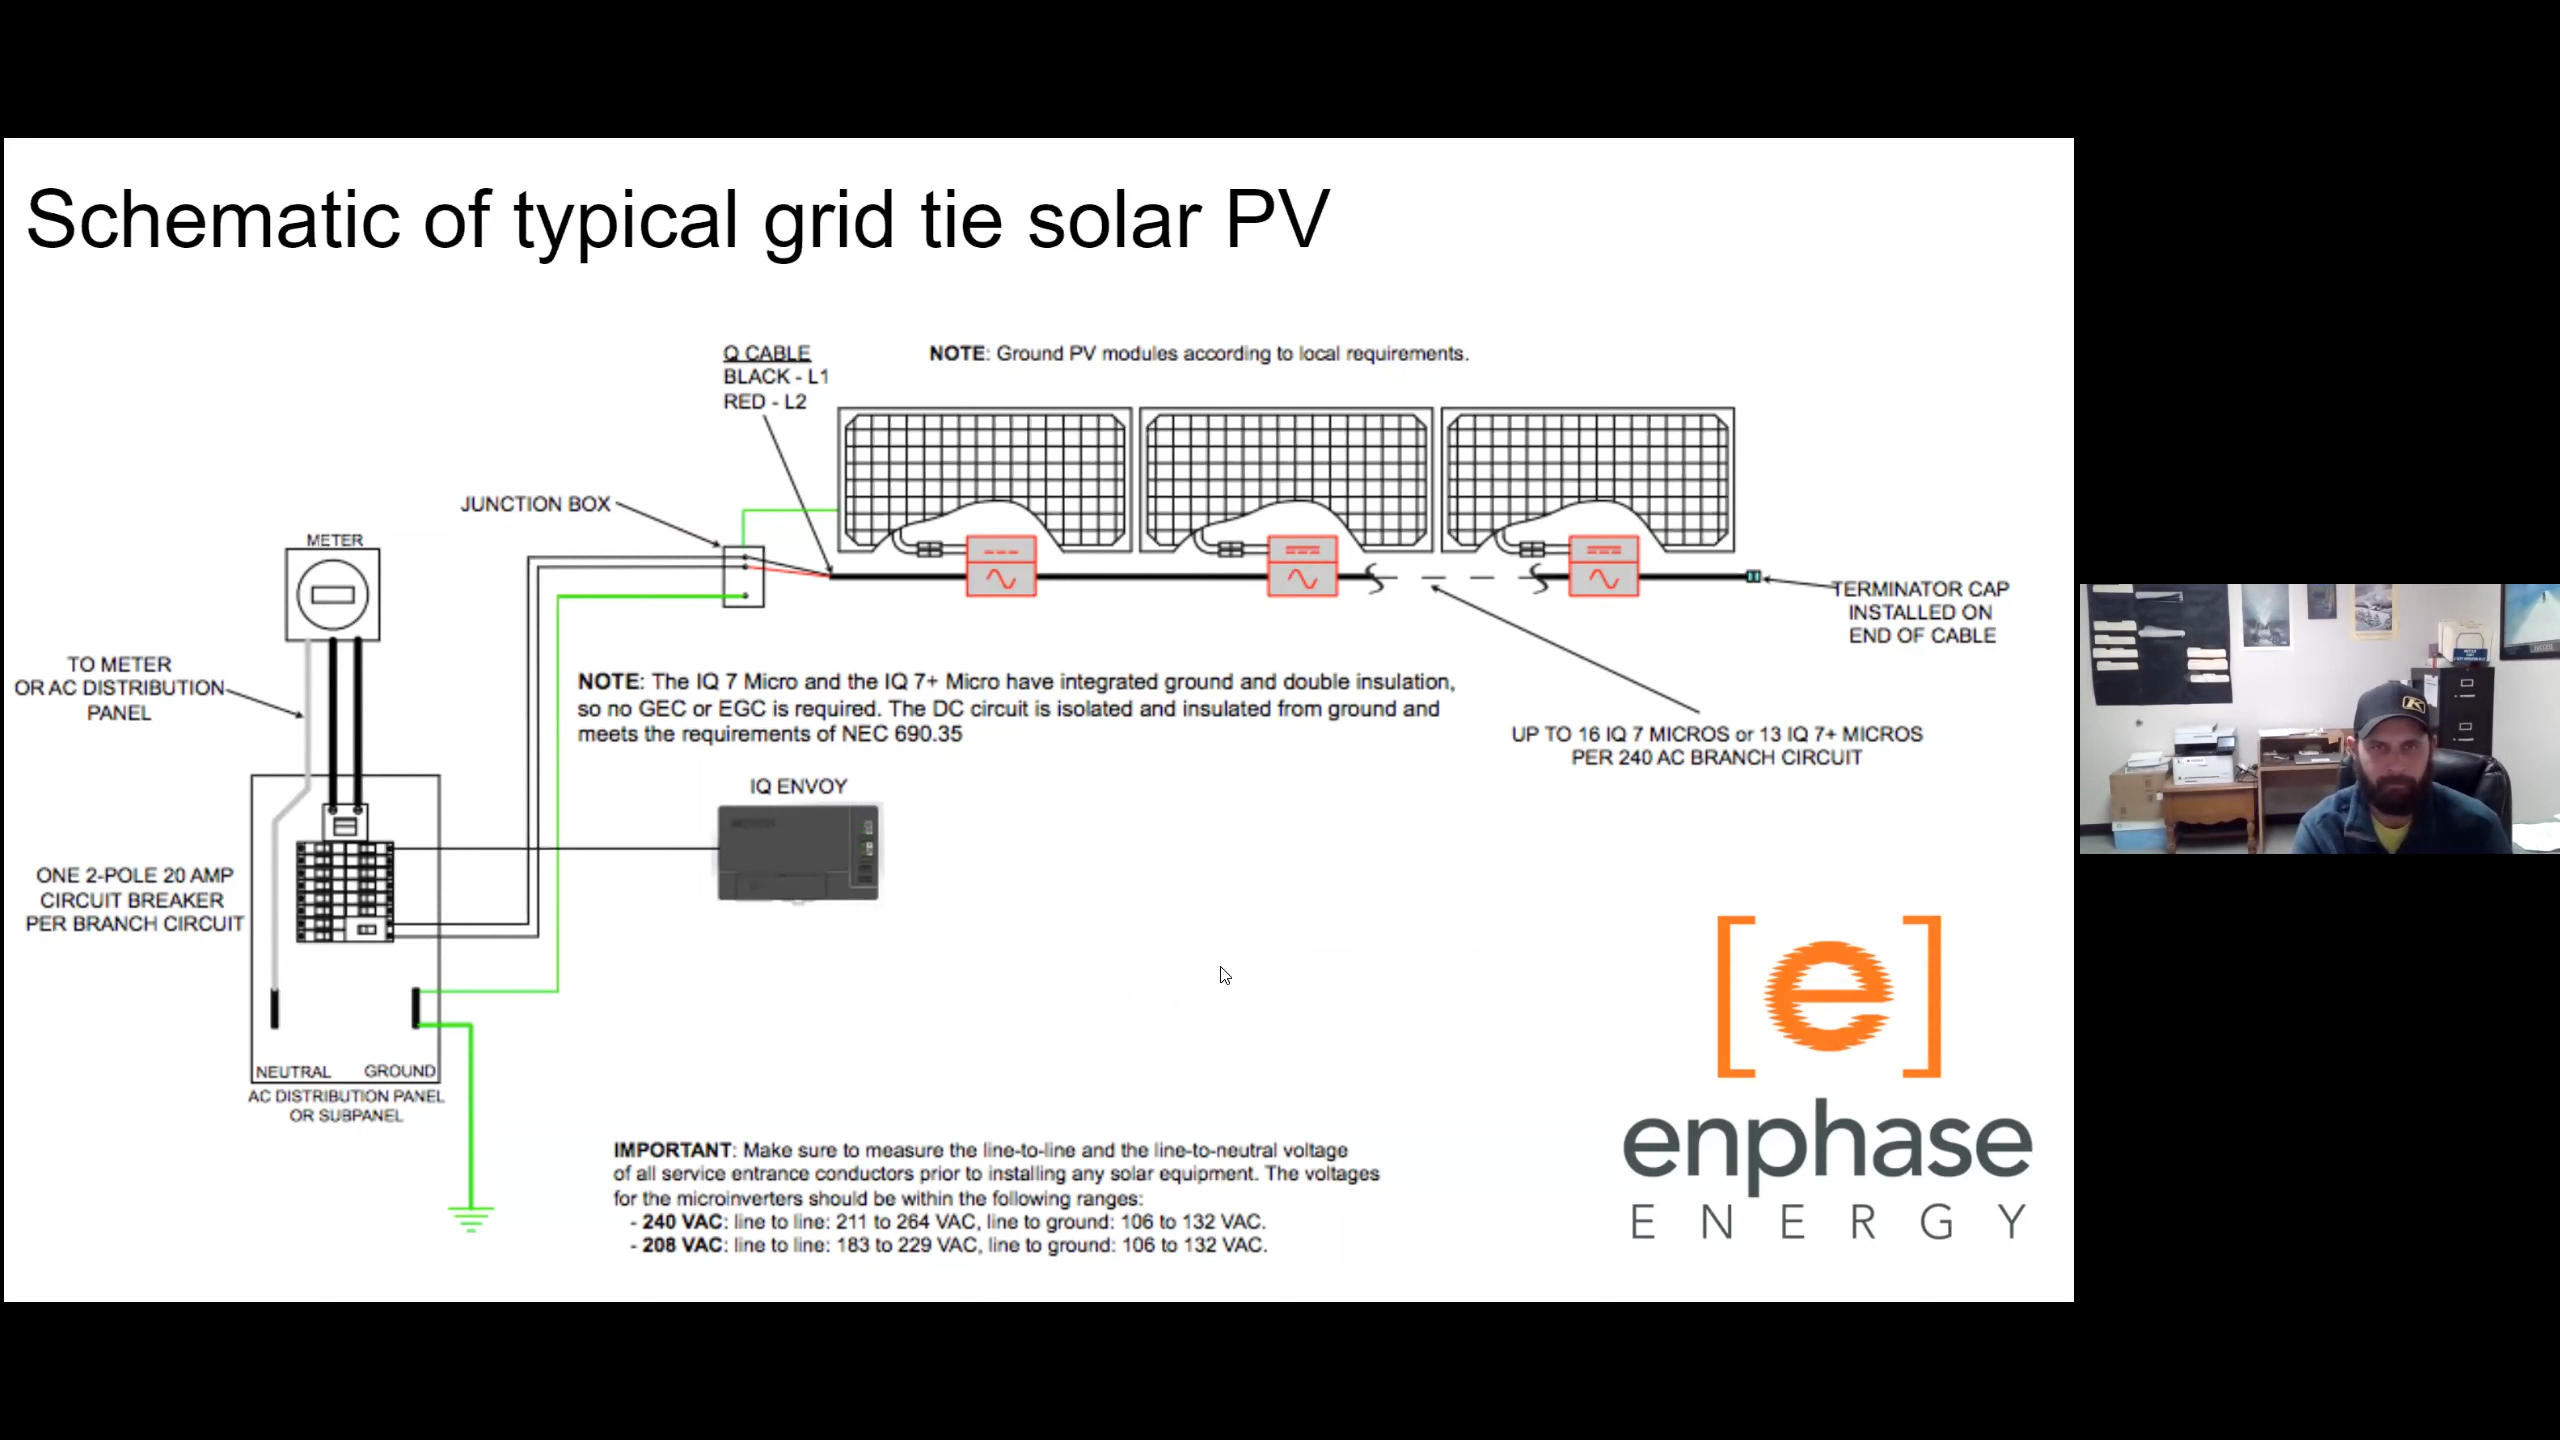 Schematic of typical grid tie solar PV
Q CABLE
BLACK - L1
RED - L2
NOTE: Ground PV modules according to local requirements.
JUNCTION BOX
METER
TERMINATOR CAP
INSTALLED ON
END OF CABLE
TO METER
OR AC DISTRIBUTION
PANEL
NOTE: The IQ 7 Micro and the IQ 7+ Micro have integrated ground and double insulation,
so no GEC or EGC is required. The DC circuit is isolated and insulated from ground and
meets the requirements of NEC 690.35
UP TO 16 IQ 7 MICROS or 13 IQ 7+ MICROS
PER 240 AC BRANCH CIRCUIT
IQ ENVOY
ONE 2-POLE 20 AMP
CIRCUIT BREAKER
PER BRANCH CIRCUIT
NEUTRAL GROUND
AC DISTRIBUTION PANEL
OR SUBPANEL
IMPORTANT: Make sure to measure the line-to-line and the line-to-neutral voltage
of all service entrance conductors prior to installing any solar equipment. The voltages
for the microinverters should be within the following ranges:
- 240 VAC: line to line: 211 to 264 VAC, line to ground: 106 to 132 VAC.
- 208 VAC: line to line: 183 to 229 VAC, line to ground: 106 to 132 VAC.
[e]
enphase
ENERGY